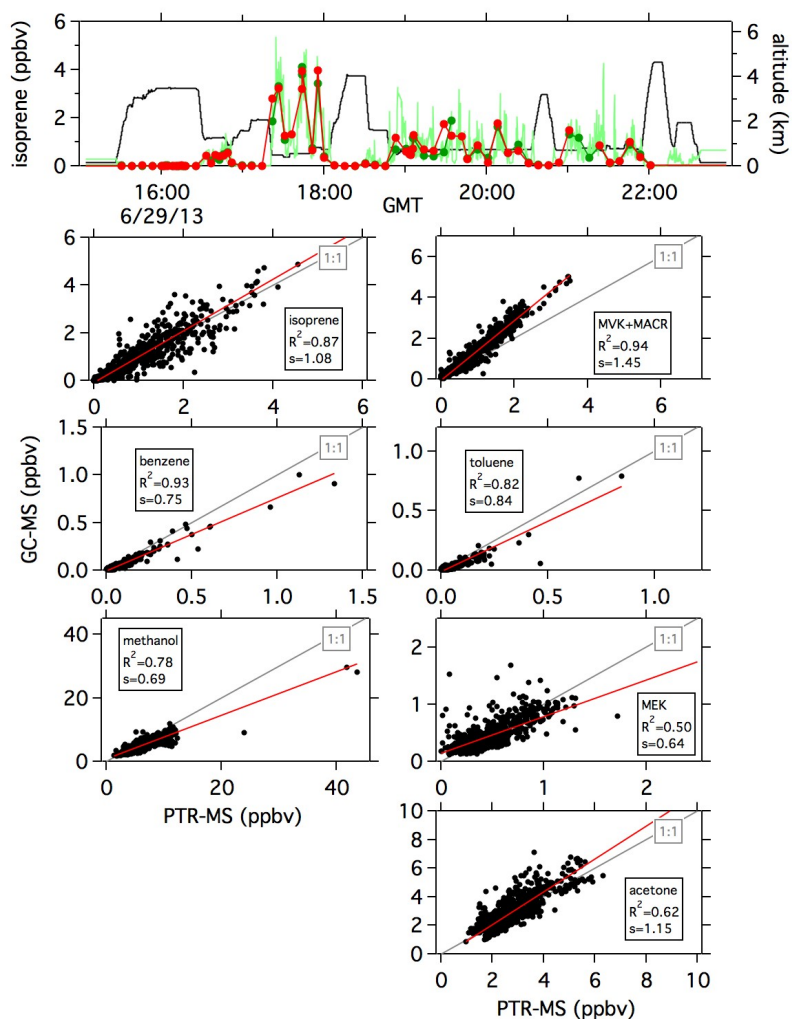 6
4
2
0
isoprene (ppbv)
6
4
2
0
altitude (km)
16:00
18:00
20:00
22:00
6/29/13
GMT
6
4
2
0
1:1
isoprene
R²=0.87
s=1.08
0
2
4
6
6
4
2
0
1:1
MVK+MACR
R²=0.94
s=1.45
0
2
4
6
GC-MS (ppbv)
1.5
1.0
0.5
0.0
1:1
benzene
R²=0.93
s=0.75
0.0
0.5
1.0
1.5
1.0
0.5
0.0
1:1
toluene
R²=0.82
s=0.84
0.0
0.5
1.0
40
20
0
1:1
methanol
R²=0.78
s=0.69
0
20
40
PTR-MS (ppbv)
2
1
0
1:1
MEK
R²=0.50
s=0.64
0
1
2
10
8
6
4
2
0
1:1
acetone
R²=0.62
s=1.15
0
2
4
6
8
10
PTR-MS (ppbv)